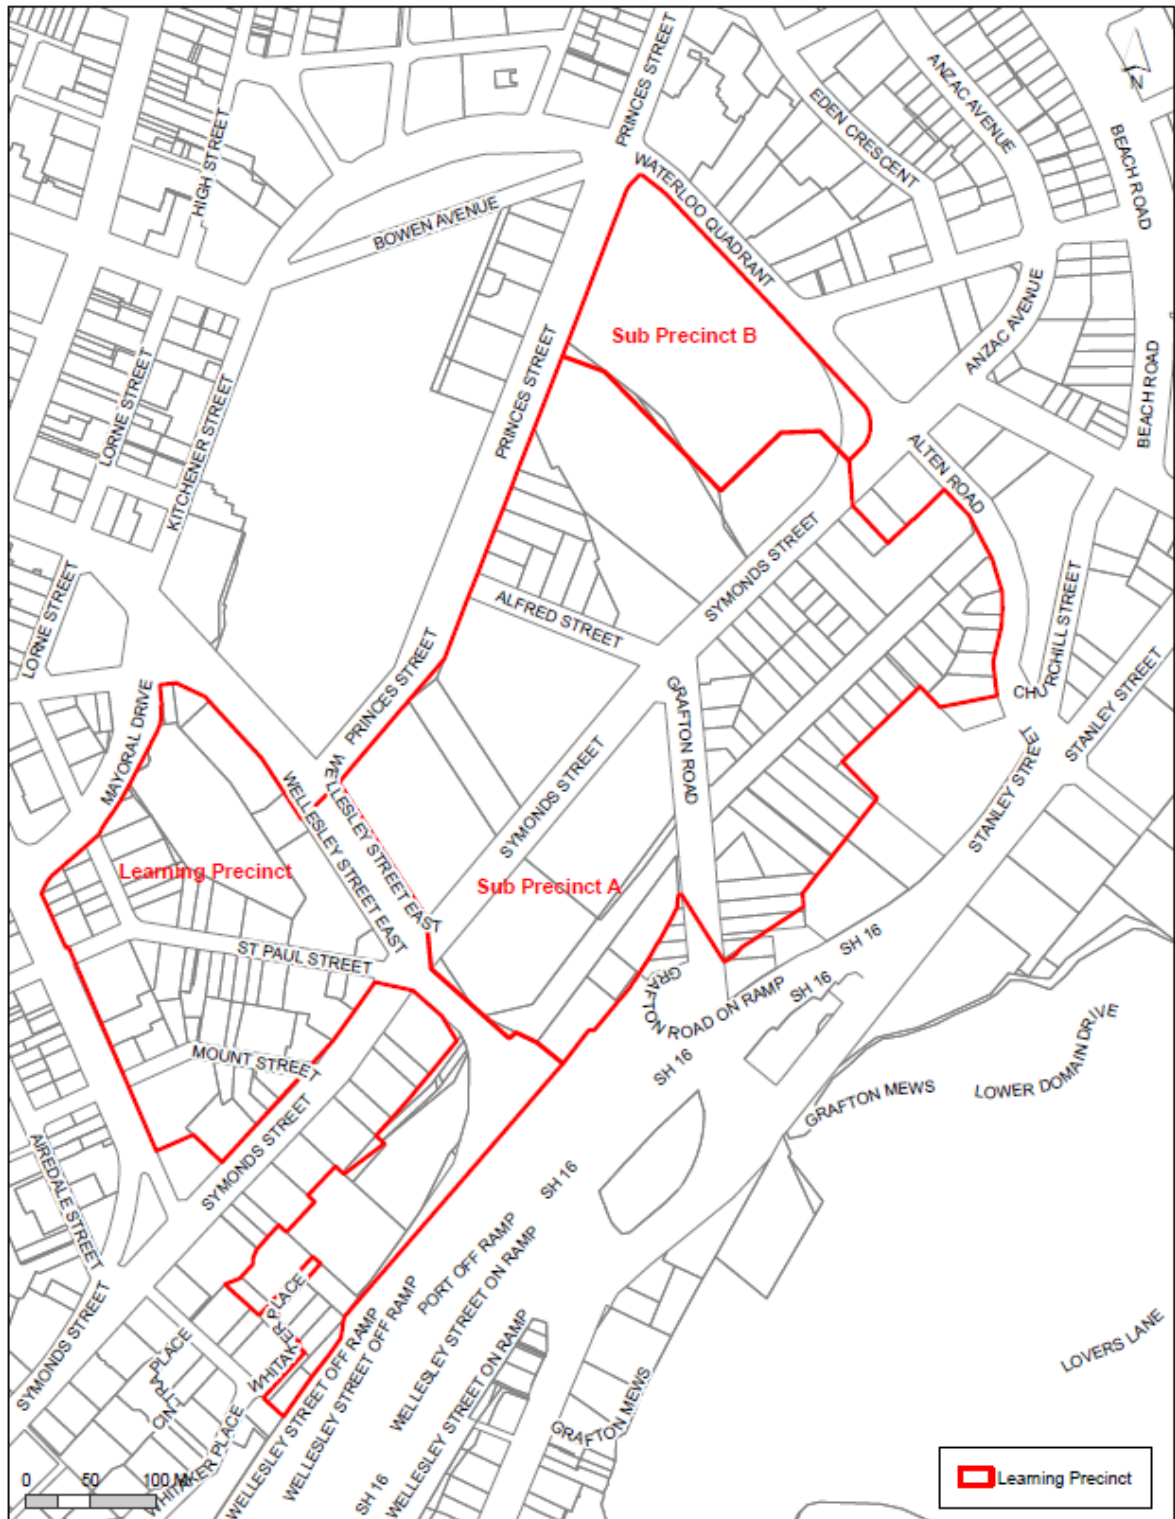 PRINCES STREET
ANZAC AVENUE
N
EDEN CRESCENT
BEACH ROAD
HIGH STREET
WATERLOO QUADRANT
BOWEN AVENUE
ANZAC AVENUE
Sub Precinct B
PRINCES STREET
LORNE STREET
KITCHENER STREET
BEACH ROAD
ALTEN ROAD
SYMONDS STREET
LORNE STREET
ALFRED STREET
CHURCHILL STREET
STANLEY STREET
PRINCES STREET
GRAFTON ROAD
MAYORAL DRIVE
STANLEY STREET
WELLESLEY STREET EAST
WELLESLEY STREET EAST
SYMONDS STREET
Learning Precinct
Sub Precinct A
ST PAUL STREET
SH 16
SH 16
GRAFTON ROAD ON RAMP
SH 16
MOUNT STREET
GRAFTON MEWS
LOWER DOMAIN DRIVE
SYMONDS STREET
AIREDALE STREET
SH 16
PORT OFF RAMP
WELLESLEY STREET ON RAMP
WHITAKER PLACE
SYMONDS STREET
CINTRA PLACE
WELLESLEY STREET OFF RAMP
WELLESLEY STREET OFF RAMP
WELLESLEY STREET ON RAMP
LOVERS LANE
GRAFTON MEWS
WHITAKER PLACE
SH 16
0 50 100 M
Learning Precinct